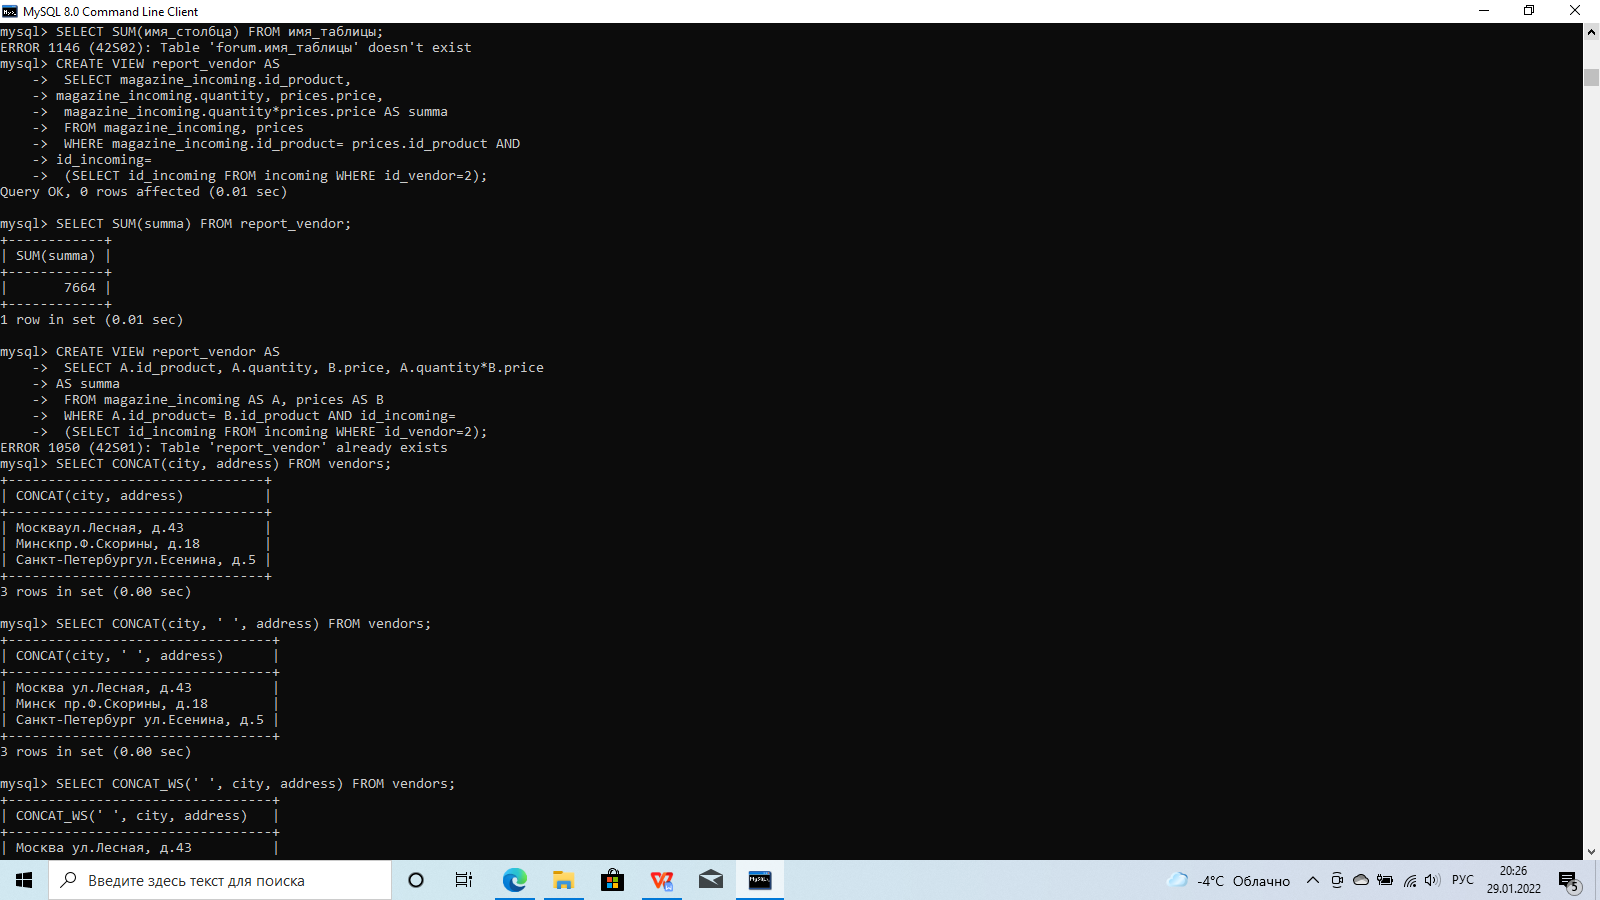 MySQL 8.0 Command Line Client
mysql> SELECT SUM(имя_столбца) FROM имя_таблицы;
ERROR 1146 (42S02): Table 'forum.имя_таблицы' doesn't exist
mysql> CREATE VIEW report_vendor AS
    ->  SELECT magazine_incoming.id_product,
    -> magazine_incoming.quantity, prices.price,
    ->  magazine_incoming.quantity*prices.price AS summa
    ->  FROM magazine_incoming, prices
    ->  WHERE magazine_incoming.id_product= prices.id_product AND
    -> id_incoming=
    ->  (SELECT id_incoming FROM incoming WHERE id_vendor=2);
Query OK, 0 rows affected (0.01 sec)
mysql> SELECT SUM(summa) FROM report_vendor;
+------------+
| SUM(summa) |
+------------+
|       7664 |
+------------+
1 row in set (0.01 sec)
mysql> CREATE VIEW report_vendor AS
    ->  SELECT A.id_product, A.quantity, B.price, A.quantity*B.price
    -> AS summa
    ->  FROM magazine_incoming AS A, prices AS B
    ->  WHERE A.id_product= B.id_product AND id_incoming=
    ->  (SELECT id_incoming FROM incoming WHERE id_vendor=2);
ERROR 1050 (42S01): Table 'report_vendor' already exists
mysql> SELECT CONCAT(city, address) FROM vendors;
+--------------------------------+
| CONCAT(city, address)          |
+--------------------------------+
| Москваул.Лесная, д.43          |
| Минскпр.Ф.Скорины, д.18        |
| Санкт-Петербургул.Есенина, д.5 |
+--------------------------------+
3 rows in set (0.00 sec)
mysql> SELECT CONCAT(city, ' ', address) FROM vendors;
+---------------------------------+
| CONCAT(city, ' ', address)      |
+---------------------------------+
| Москва ул.Лесная, д.43          |
| Минск пр.Ф.Скорины, д.18        |
| Санкт-Петербург ул.Есенина, д.5 |
+---------------------------------+
3 rows in set (0.00 sec)
mysql> SELECT CONCAT_WS(' ', city, address) FROM vendors;
+---------------------------------+
| CONCAT_WS(' ', city, address)   |
+---------------------------------+
| Москва ул.Лесная, д.43          |
Введите здесь текст для поиска
-4°C Облачно
РУС
20:26
29.01.2022
5